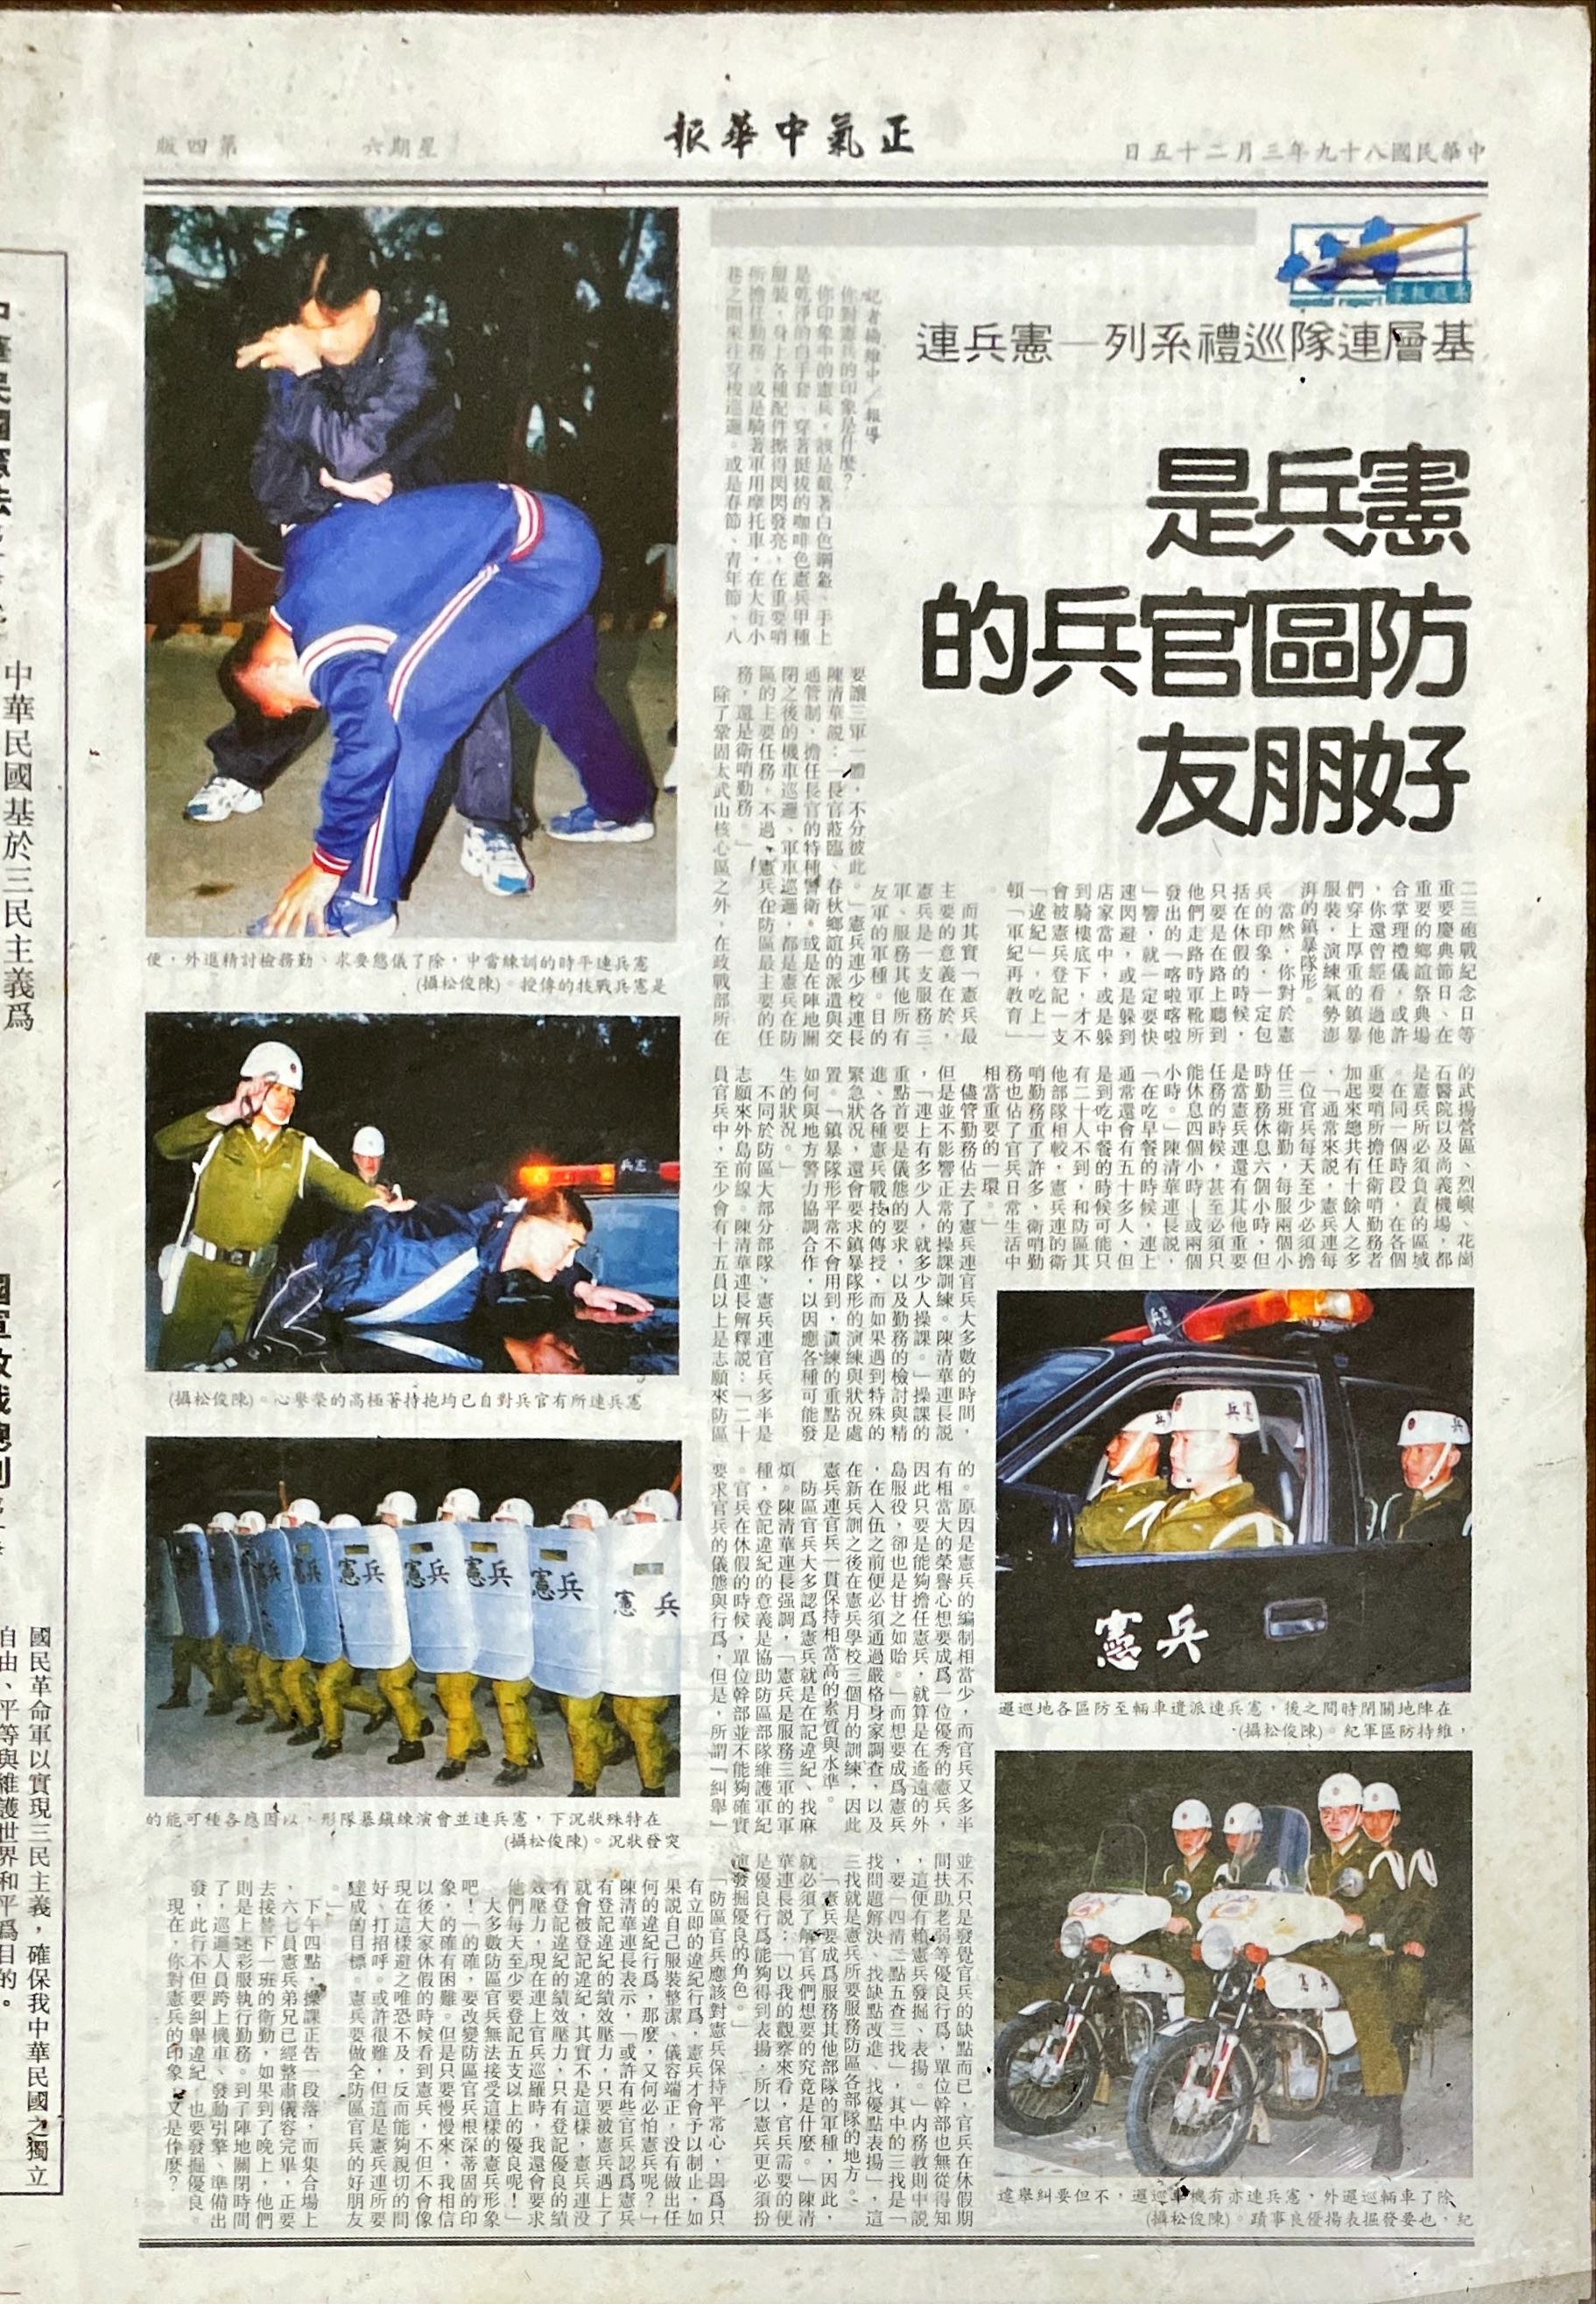 中華民國八十九年三月二十五日
正氣中華報
星期六
第四版
基層連隊巡禮系列—憲兵連
憲兵是
防區官兵的
好朋友
你對憲兵的印象是什麼？
你印象中的憲兵，該是戴著白色鋼盔、手上
是乾淨的白手套、穿著挺拔的咖啡色憲兵甲種
服裝，身上各種配件擦得閃閃發亮，在重要哨
所擔任勤務，或是騎著軍用摩托車，在大街小
巷之間來往穿梭巡邏。或是春節、青年節、八
二三砲戰紀念日等
重要慶典節日、在
重要的鄉誼祭典場
合掌理禮儀，或許
，你還曾經看過他
們穿上厚重的鎮暴
服裝，演練氣勢澎
湃的鎮暴隊形。
當然，你對於憲
兵的印象，一定包
括在休假的時候，
只要是在路上聽到
他們走路時軍靴所
發出的「喀啦喀啦
」響，就一定要快
速閃避，或是躲到
店家當中，或是躲
到騎樓底下，才不
會被憲兵登記一支
「違紀」，吃上一
頓「軍紀再教育」
。
而其實「憲兵最
主要的意義在於，
憲兵是一支服務三
軍、服務其他所有
友軍的軍種。目的
要讓三軍一體，不分彼此。」憲兵連少校連長
陳清華說：「長官蒞臨、春秋鄉誼的派遣與交
通管制、擔任長官的特種警衛。或是在陣地關
閉之後的機車巡邏、軍車巡邏，都是憲兵在防
區的主要任務。不過，憲兵在防區最主要的任
務，還是衛哨勤務。」
除了鞏固太武山核心區之外，在政戰部所在
的武揚營區、烈嶼、花崗
石醫院以及尚義機場，都
是憲兵所必須負責的區域
。在同一個時段，在各個
重要哨所擔任衛哨勤務者
加起來總共有十餘人之多
，「通常來說，憲兵連每
一位官兵每天至少必須擔
任三班衛勤，每服兩個小
時勤務休息六個小時，但
是當憲兵連還有其他重要
任務的時候，甚至必須只
能休息四個小時—或兩個
小時。」陳清華連長說，
「在吃早餐的時候，連上
通常還會有五十多人，但
是到吃中餐的時候可能只
有二十人不到，和防區其
他部隊相較，憲兵連的衛
哨勤務重了許多，衛哨勤
務也佔了官兵日常生活中
相當重要的一環。」
儘管勤務佔去了憲兵連官兵大多數的時間，
但是並不影響正常的操課訓練。陳清華連長說
，「連上有多少人，就多少人操課。」操課的
重點首要是儀態的要求，以及勤務的檢討與精
進、各種憲兵戰技的傳授，而如果遇到特殊的
緊急狀況，還會要求鎮暴隊形的演練與狀況處
置。「鎮暴隊形平常不會用到，演練的重點是
如何與地方警力協調合作，以因應各種可能發
生的狀況。」
不同於防區大部分部隊，憲兵連官兵多半是
志願來外島前線。陳清華連長解釋說：「二十
員官兵中，至少會有十五員以上是志願來防區
的。原因是憲兵的編制相當少，而官兵又多半
有相當大的榮譽心想要成爲一位優秀的憲兵，
因此只要是能夠擔任憲兵，就算是在遙遠的外
島服役，卻也是甘之如飴。」而想要成爲憲兵
，在入伍之前便必須通過嚴格身家調查，以及
在新兵訓之後在憲兵學校三個月的訓練，因此
憲兵連官兵一貫保持相當高的素質與水準。
防區官兵大多認爲憲兵就是在記違紀、找麻
煩。陳清華連長强調，「憲兵是服務三軍的軍
種，登記違紀的意義是協助防區部隊維護軍紀
。官兵在休假的時候，單位幹部並不能夠確實
要求官兵的儀態與行爲，但是，所謂『糾舉』
並不只是發覺官兵的缺點而已，官兵在休假期
間扶助老弱等優良行爲，單位幹部也無從得知
，這便有賴憲兵發掘、表揚。」內務教則中說
，要「四清二點五查三找」，其中的三找是「
找問題解決、找缺點改進、找優點表揚」，這
三找就是憲兵所要服務防區各部隊的地方。
「憲兵要成爲服務其他部隊的軍種，因此，
就必須了解官兵們想要的究竟是什麼。」陳清
華連長說：「以我的觀察來看，官兵需要的便
是優良行爲能夠得到表揚，所以憲兵更必須扮
演發掘優良的角色。」
「防區官兵應該對憲兵保持平常心，因爲只
有立即的違紀行爲，憲兵才會予以制止，如
果說自己服裝整潔、儀容端正，沒有做出任
何的違紀行爲，那麼，又何必怕憲兵呢？」
陳清華連長表示，「或許有些官兵認爲憲兵
有登記違紀的績效壓力，只要被憲兵遇上了
就會被登記違紀，其實不是這樣，憲兵連沒
有登記違紀的績效壓力，只有登記優良的績
效壓力，現在連上官兵巡邏時，我還會要求
他們每天至少要登記五支以上的優良呢！」
大多數防區官兵無法接受這樣的憲兵形象
吧！「的確，要改變防區官兵根深蒂固的印
象，的確有困難。但是只要慢慢來，我相信
以後大家休假的時候看到憲兵，不但不會像
現在這樣避之唯恐不及，反而能夠親切的問
好、打招呼。或許很難，但這是憲兵連所要
達成的目標。憲兵要做全防區官兵的好朋友
。」
下午四點，操課正告一段落，而集合場上
，六七員憲兵弟兄已經整肅儀容完畢，正要
去接替下一班的衛勤，如果到了晚上，他們
則是上迷彩服執行勤務。到了陣地關閉時間
了，巡邏人員跨上機車、發動引擎、準備出
發，此行不但要糾舉違紀，也要發掘優良。
現在，你對憲兵的印象，又是什麼？
憲兵連平時的訓練當中，除了儀態要求、勤務檢討精進外，便
是憲兵戰技的傳授。(陳俊松攝)
憲兵連所有官兵對自己均抱持著極高的榮譽心。(陳俊松攝)
在特殊狀況下，憲兵連並會演練鎮暴隊形，以因應各種可能的
突發狀況。(陳俊松攝)
在陣地關閉時間之後，憲兵連派遣車輛至防區各地巡邏
，維持防區軍紀。(陳俊松攝)
除了車輛巡邏外，憲兵連亦有機車巡邏，不但要糾舉違
紀，也要發掘表揚優良事蹟。(陳俊松攝)
憲兵
憲兵
憲兵
憲兵
憲兵
憲兵
憲兵
中華民國基於三民主義爲
國民革命軍以實現三民主義，確保我中華民國之獨立
自由、平等與維護世界和平爲目的。